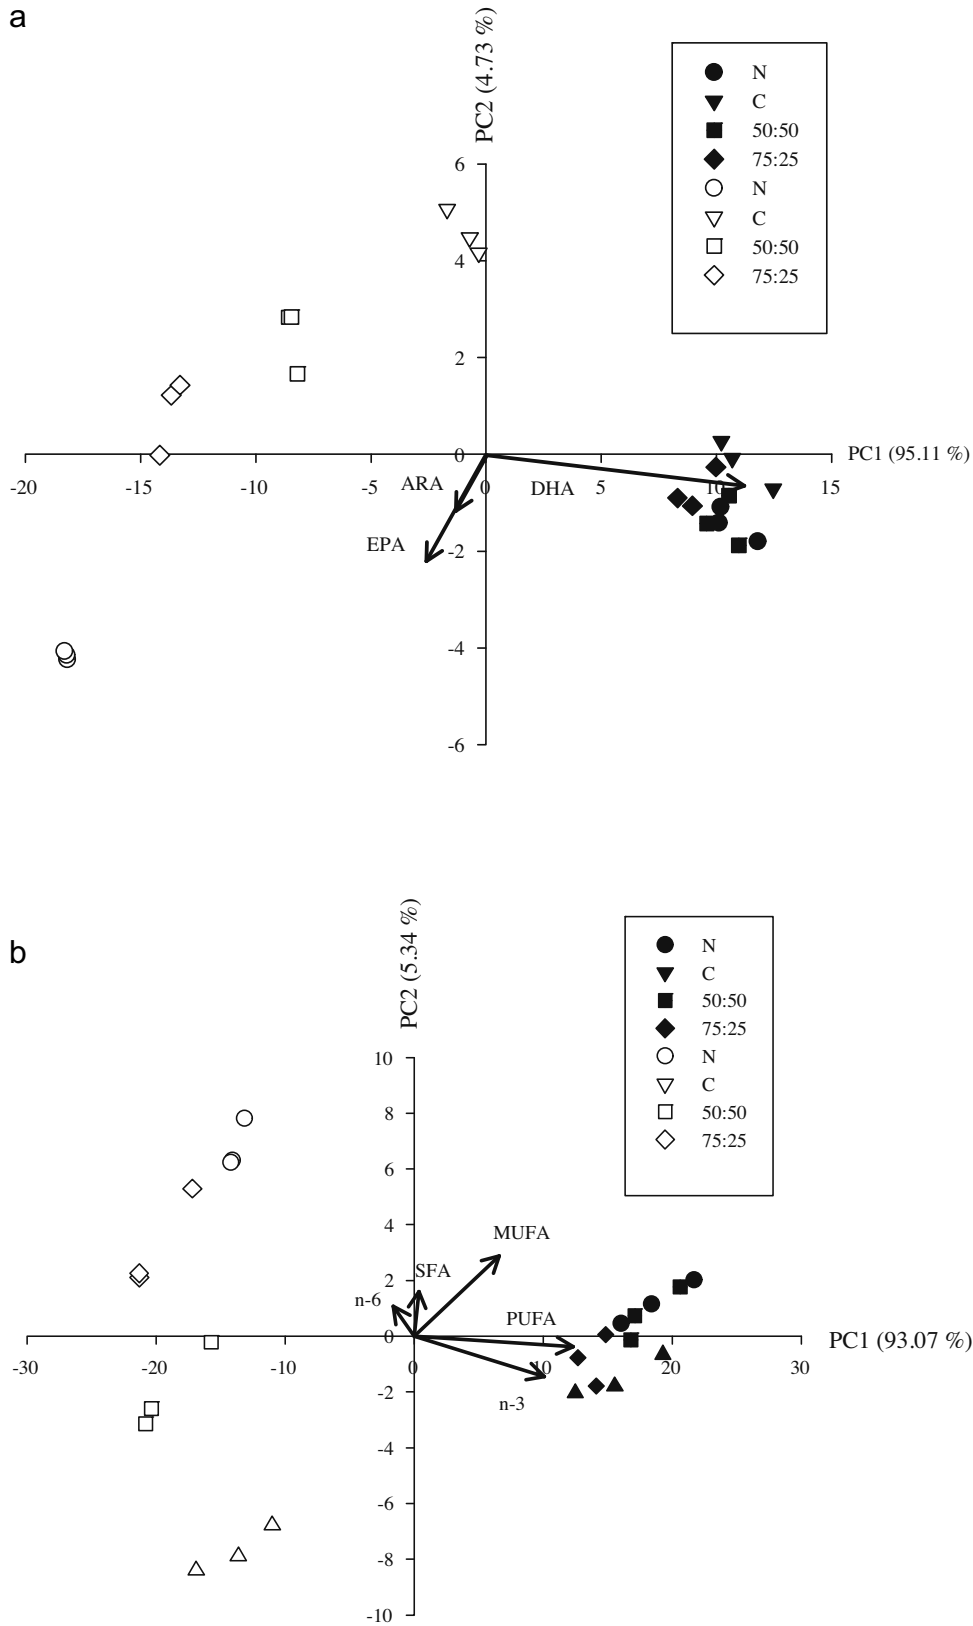 a
PC2 (4.73 %)
N
C
50:50
75:25
N
C
50:50
75:25
6
4
2
0
PC1 (95.11 %)
-20
-15
-10
-5
0
5
10
15
ARA
DHA
EPA
-2
-4
-6
b
PC2 (5.34 %)
N
C
50:50
75:25
N
C
50:50
75:25
10
8
6
4
MUFA
2
SFA
n-6
PUFA
0
PC1 (93.07 %)
-30
-20
-10
0
10
20
30
-2
n-3
-4
-6
-8
-10